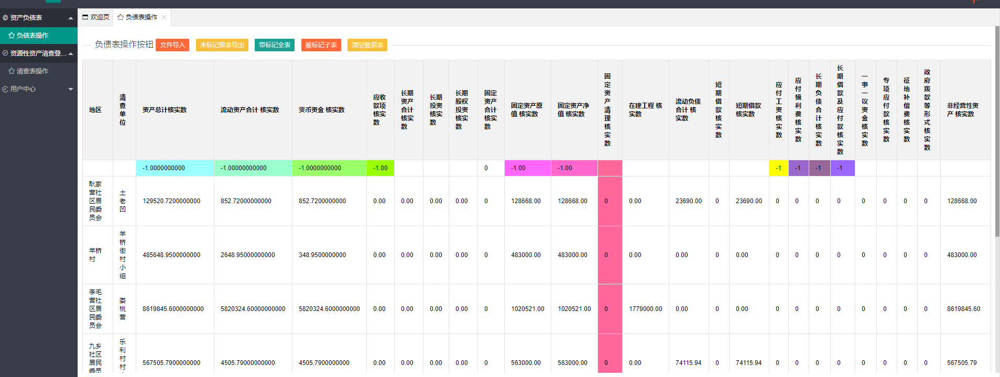 资产负债表
负债表操作
资源性资产清查登...
清查表操作
用户中心
欢迎页
负债表操作
负债表操作按钮
文件导入
未标记原表导出
带标记全表
被标记子表
清空数据表
地区
清查单位
资产总计核实数
流动资产合计 核实数
货币资金 核实数
应收款项核实数
长期资产合计核实数
长期投资核实数
长期股权投资核实数
固定资产合计核实数
固定资产原值 核实数
固定资产净值 核实数
固定资产清理核实数
在建工程 核实数
流动负债合计 核实数
短期借款核实数
短期借款核实数
应付工资核实数
应付福利费核实数
长期负债合计核实数
长期借款及应付款核实数
一事一议资金核实数
专项应付款核实数
征地补偿费核实数
政府拨款等形式核实数
非经营性资产 核实数
-1.0000000000 -1.00000000000 -1.0000000000 -1.00 0 -1.00 -1.00 -1 -1 -1 -1
耿家营社区居民委员会 土老凹 129520.7200000000 852.72000000000 852.7200000000 0.00 0.00 0.00 0.00 0 128668.00 128668.00 0 0.00 23690.00 0 23690.00 0 0 0 0 0 0 0 0 128668.00
羊桥村 羊桥街村小组 485648.9500000000 2648.95000000000 348.9500000000 0.00 0.00 0.00 0.00 0 483000.00 483000.00 0 0.00 0.00 0 0.00 0 0 0 0 0 0 0 0 483000.00
李毛营社区居民委员会 娄桃营 8619845.6000000000 5820324.60000000000 5820324.6000000000 0.00 0.00 0.00 0.00 0 1020521.00 1020521.00 0 1779000.00 0.00 0 0.00 0 0 0 0 0 0 0 0 8619845.60
九乡社区居民委员 乐利村村 567505.7900000000 4505.79000000000 4505.7900000000 0.00 0.00 0.00 0.00 0 563000.00 563000.00 0 0.00 74115.94 0 74115.94 0 0 0 0 0 0 0 0 567505.79